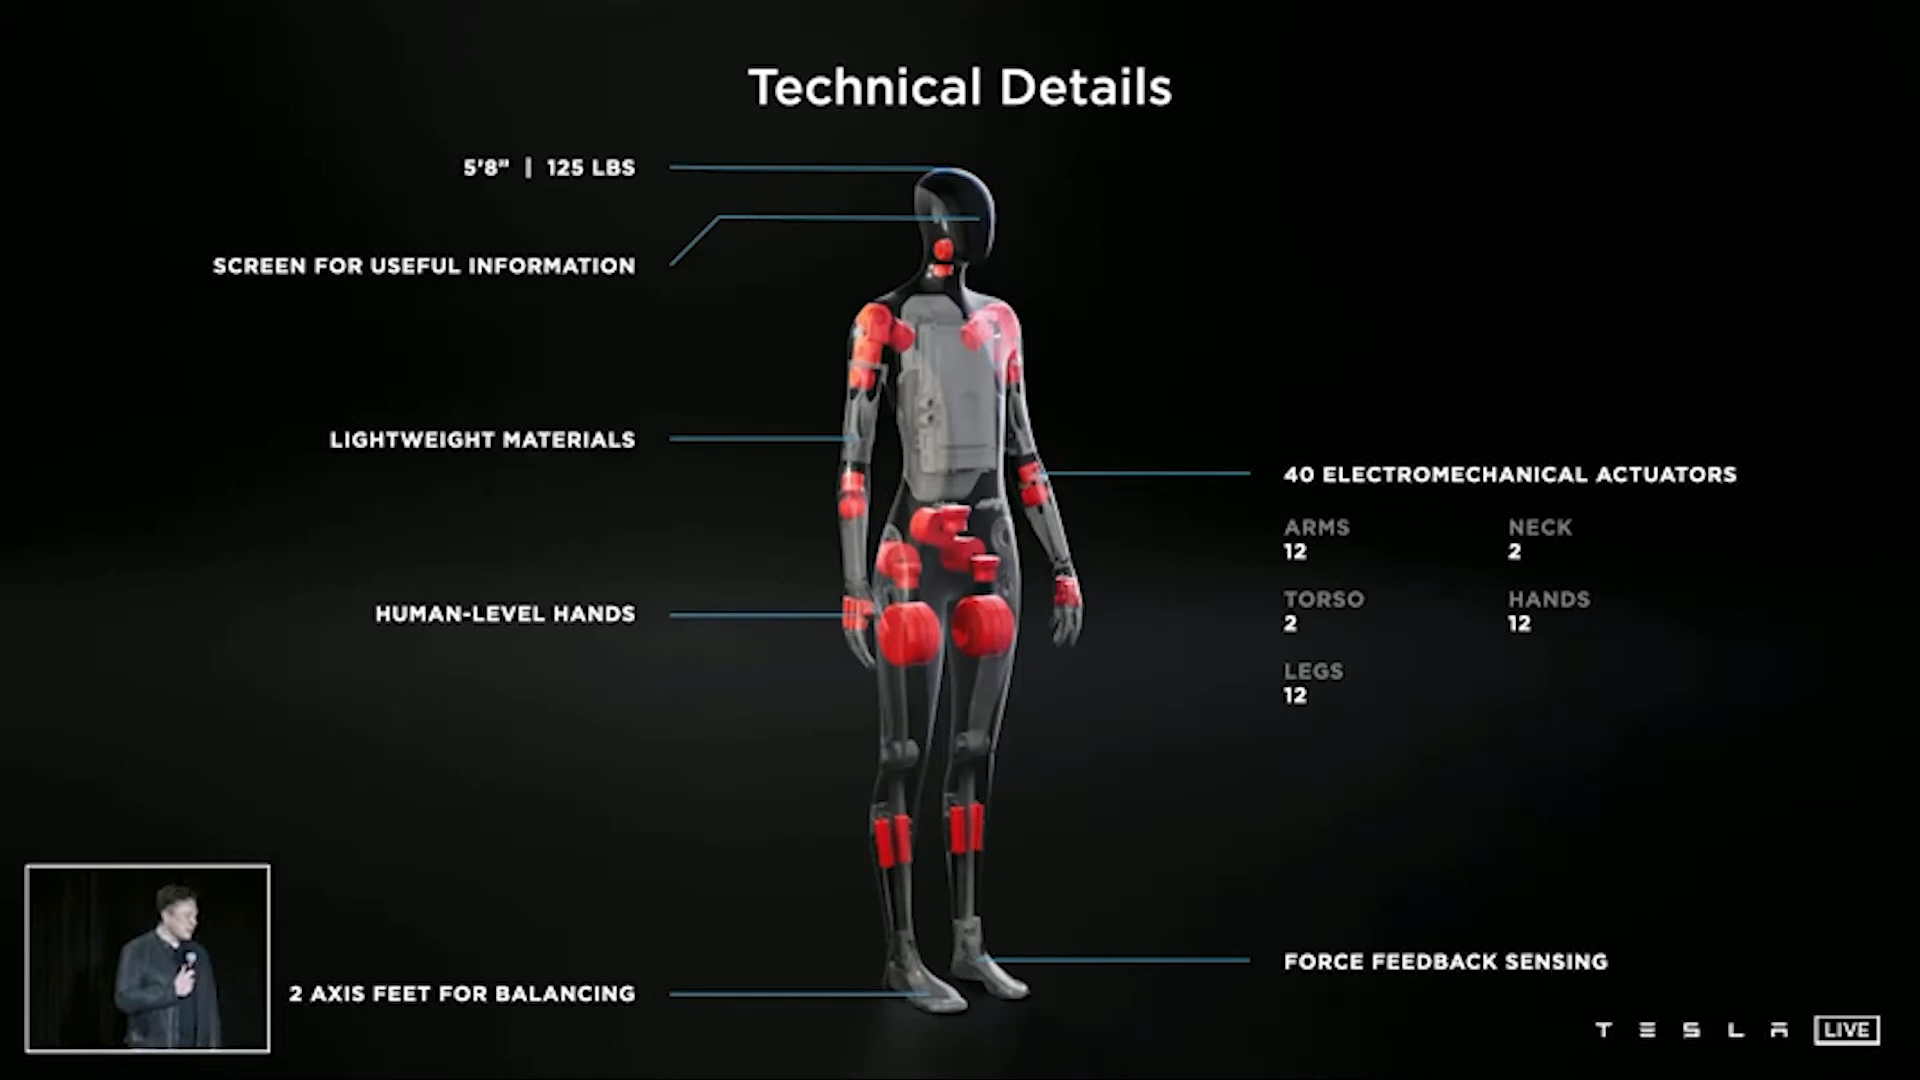 Technical Details
5'8" | 125 LBS
SCREEN FOR USEFUL INFORMATION
LIGHTWEIGHT MATERIALS
HUMAN-LEVEL HANDS
2 AXIS FEET FOR BALANCING
40 ELECTROMECHANICAL ACTUATORS
ARMS NECK
12 2
TORSO HANDS
2 12
LEGS
12
FORCE FEEDBACK SENSING
TESLA LIVE